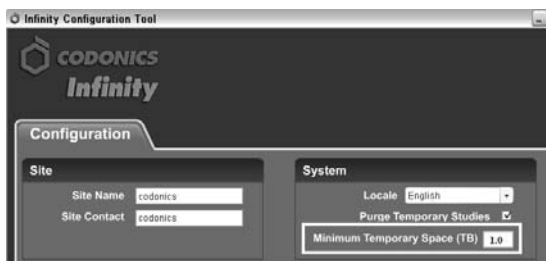 Infinity Configuration Tool
CODONICS
Infinity
Configuration
Site
Site Name codonics
Site Contact codonics
System
Locale English
Purge Temporary Studies
Minimum Temporary Space (TB) 1.0